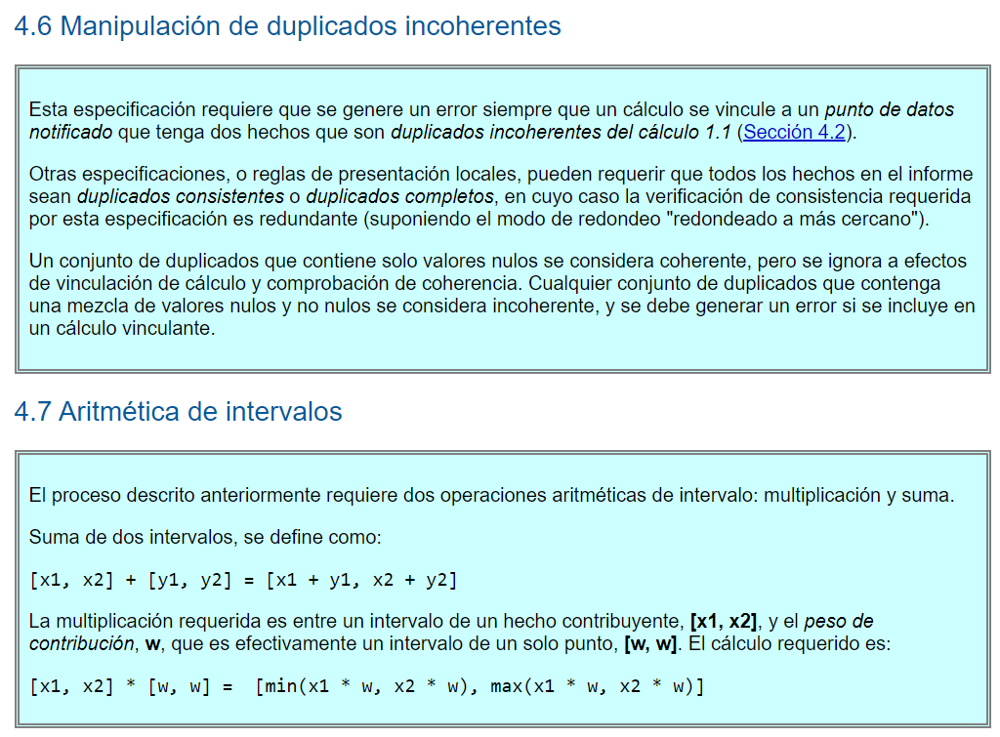 4.6 Manipulación de duplicados incoherentes
Esta especificación requiere que se genere un error siempre que un cálculo se vincule a un punto de datos
notificado que tenga dos hechos que son duplicados incoherentes del cálculo 1.1 (Sección 4.2).
Otras especificaciones, o reglas de presentación locales, pueden requerir que todos los hechos en el informe
sean duplicados consistentes o duplicados completos, en cuyo caso la verificación de consistencia requerida
por esta especificación es redundante (suponiendo el modo de redondeo "redondeado a más cercano").
Un conjunto de duplicados que contiene solo valores nulos se considera coherente, pero se ignora a efectos
de vinculación de cálculo y comprobación de coherencia. Cualquier conjunto de duplicados que contenga
una mezcla de valores nulos y no nulos se considera incoherente, y se debe generar un error si se incluye en
un cálculo vinculante.
4.7 Aritmética de intervalos
El proceso descrito anteriormente requiere dos operaciones aritméticas de intervalo: multiplicación y suma.
Suma de dos intervalos, se define como:
[x1, x2] + [y1, y2] = [x1 + y1, x2 + y2]
La multiplicación requerida es entre un intervalo de un hecho contribuyente, [x1, x2], y el peso de
contribución, w, que es efectivamente un intervalo de un solo punto, [w, w]. El cálculo requerido es:
[x1, x2] * [w, w] =  [min(x1 * w, x2 * w), max(x1 * w, x2 * w)]